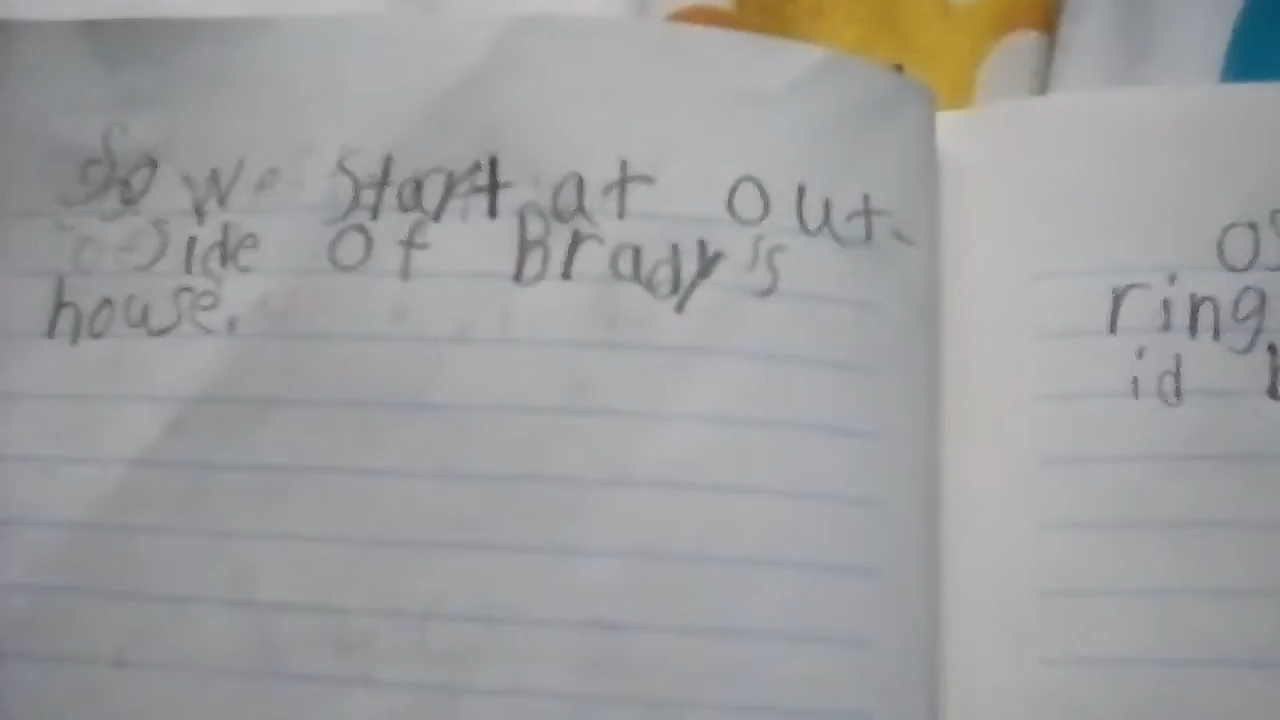 So we start at out-
side of Brady's
house.
ring
id